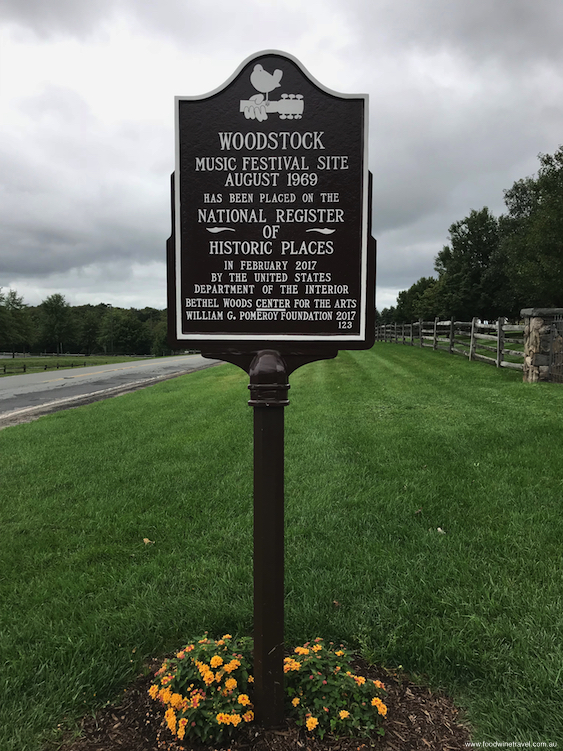 WOODSTOCK
MUSIC FESTIVAL SITE
AUGUST 1969
HAS BEEN PLACED ON THE
NATIONAL REGISTER
OF
HISTORIC PLACES
IN FEBRUARY 2017
BY THE UNITED STATES
DEPARTMENT OF THE INTERIOR
BETHEL WOODS CENTER FOR THE ARTS
WILLIAM G. POMEROY FOUNDATION 2017
123
www.foodwinetravel.com.au